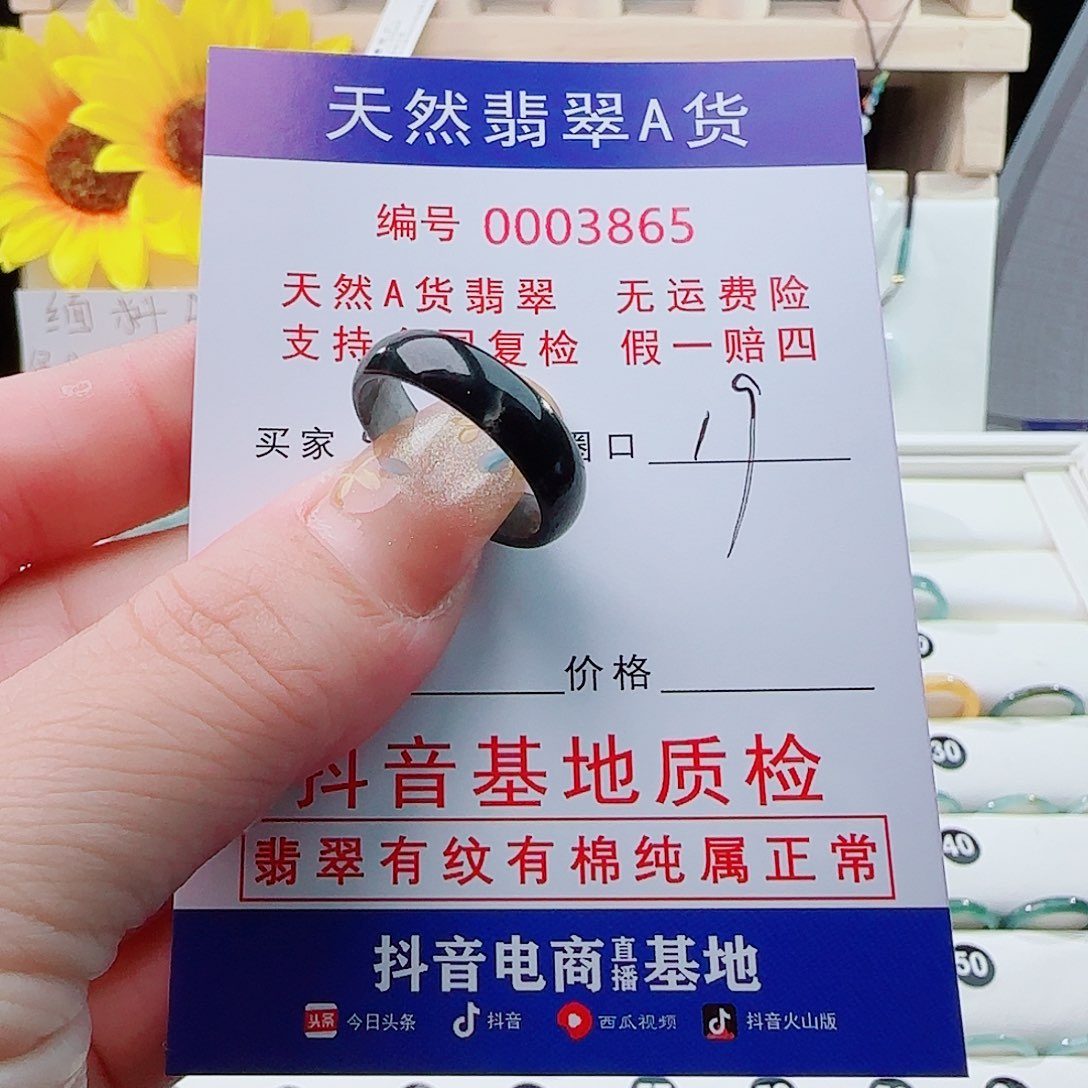 天然翡翠A货
编号 0003865
天然A货翡翠 无运费险
支持 复检 假一赔四
买家 圈口 19
价格
抖音基地质检
翡翠有纹有棉纯属正常
抖音电商直播基地
头条 今日头条 抖音 西瓜视频 抖音火山版
缅料
30
40
50